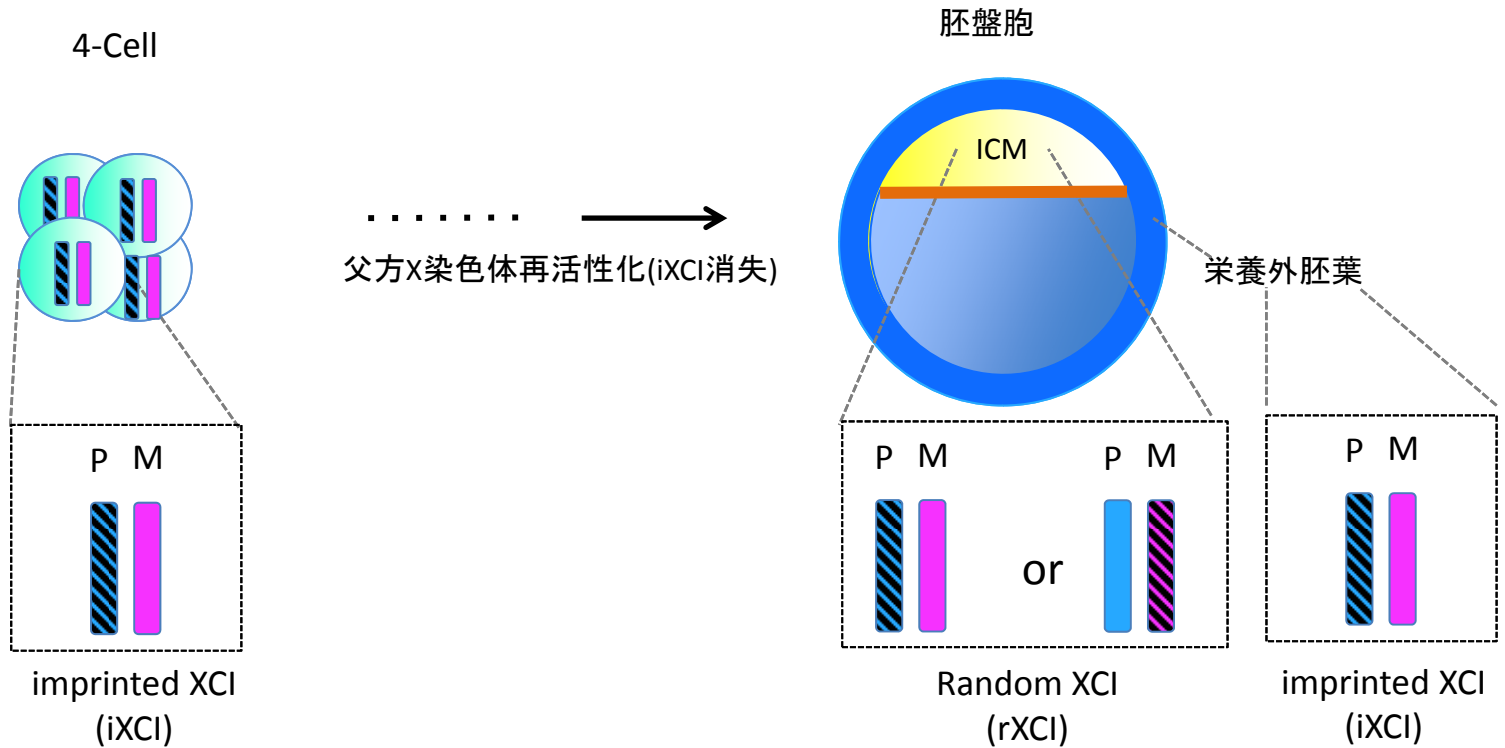 4-Cell
胚盤胞
ICM
父方X染色体再活性化(iXCI消失)
栄養外胚葉
P M
P M
or
P M
P M
imprinted XCI
(iXCI)
Random XCI
(rXCI)
imprinted XCI
(iXCI)